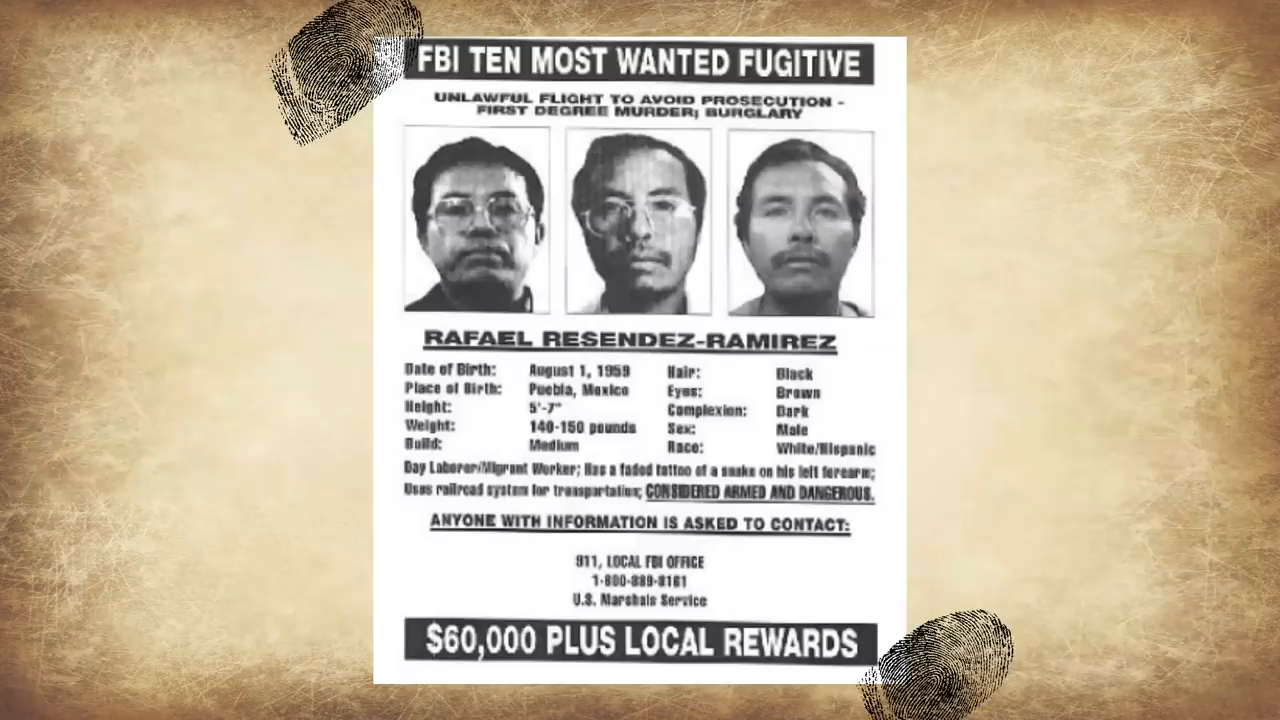 FBI TEN MOST WANTED FUGITIVE
UNLAWFUL FLIGHT TO AVOID PROSECUTION -
FIRST DEGREE MURDER; BURGLARY
RAFAEL RESENDEZ-RAMIREZ
Date of Birth: August 1, 1959 Hair: Black
Place of Birth: Puebla, Mexico Eyes: Brown
Height: 5'-7" Complexion: Dark
Weight: 140-150 pounds Sex: Male
Build: Medium Race: White/Hispanic
Day Laborer/Migrant Worker; Has a faded tattoo of a snake on his left forearm;
Uses railroad system for transportation; CONSIDERED ARMED AND DANGEROUS.
ANYONE WITH INFORMATION IS ASKED TO CONTACT:
911, LOCAL FBI OFFICE
1-800-889-8161
U.S. Marshals Service
$60,000 PLUS LOCAL REWARDS